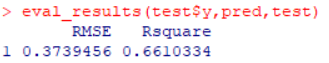 > eval_results(test$y,pred,test)
RMSE Rsquare
1 0.3739456 0.6610334